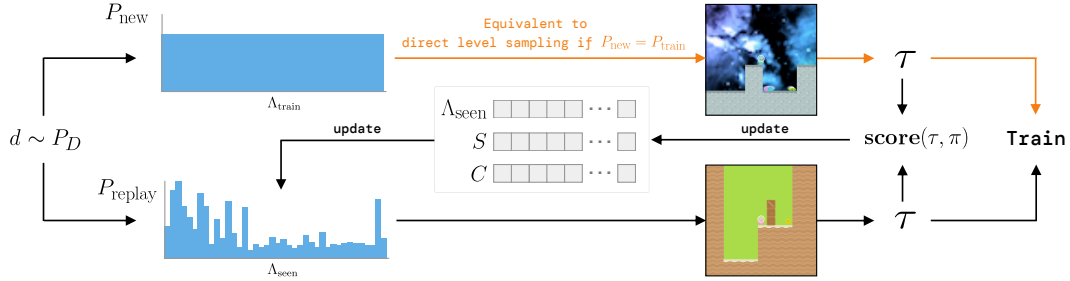 P_new
Λ_train
Equivalent to
direct level sampling if P_new = P_train
τ
d ∼ P_D
Λ_seen
S
C
update
update
score(τ, π)
Train
P_replay
Λ_seen
τ